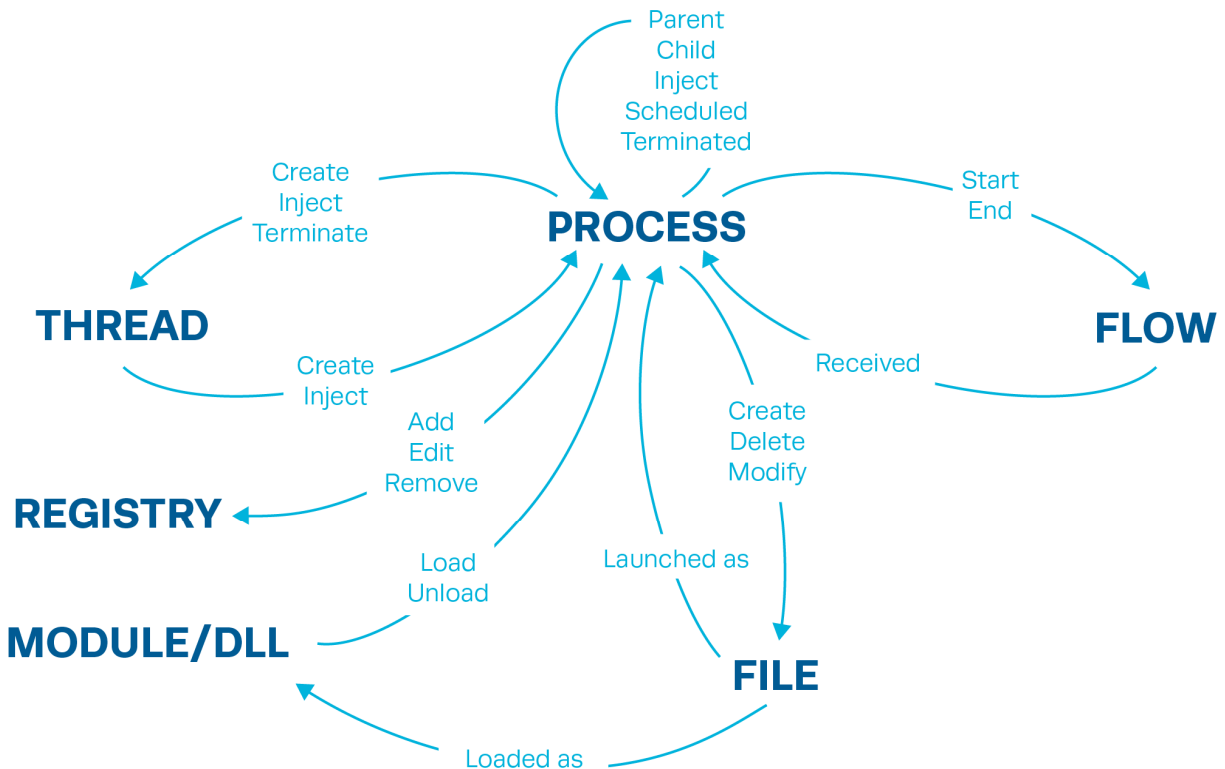 Parent
Child
Inject
Scheduled
Terminated
Create
Inject
Terminate
Start
End
PROCESS
THREAD
FLOW
Create
Inject
Received
Add
Edit
Remove
Create
Delete
Modify
REGISTRY
Load
Unload
Launched as
MODULE/DLL
FILE
Loaded as